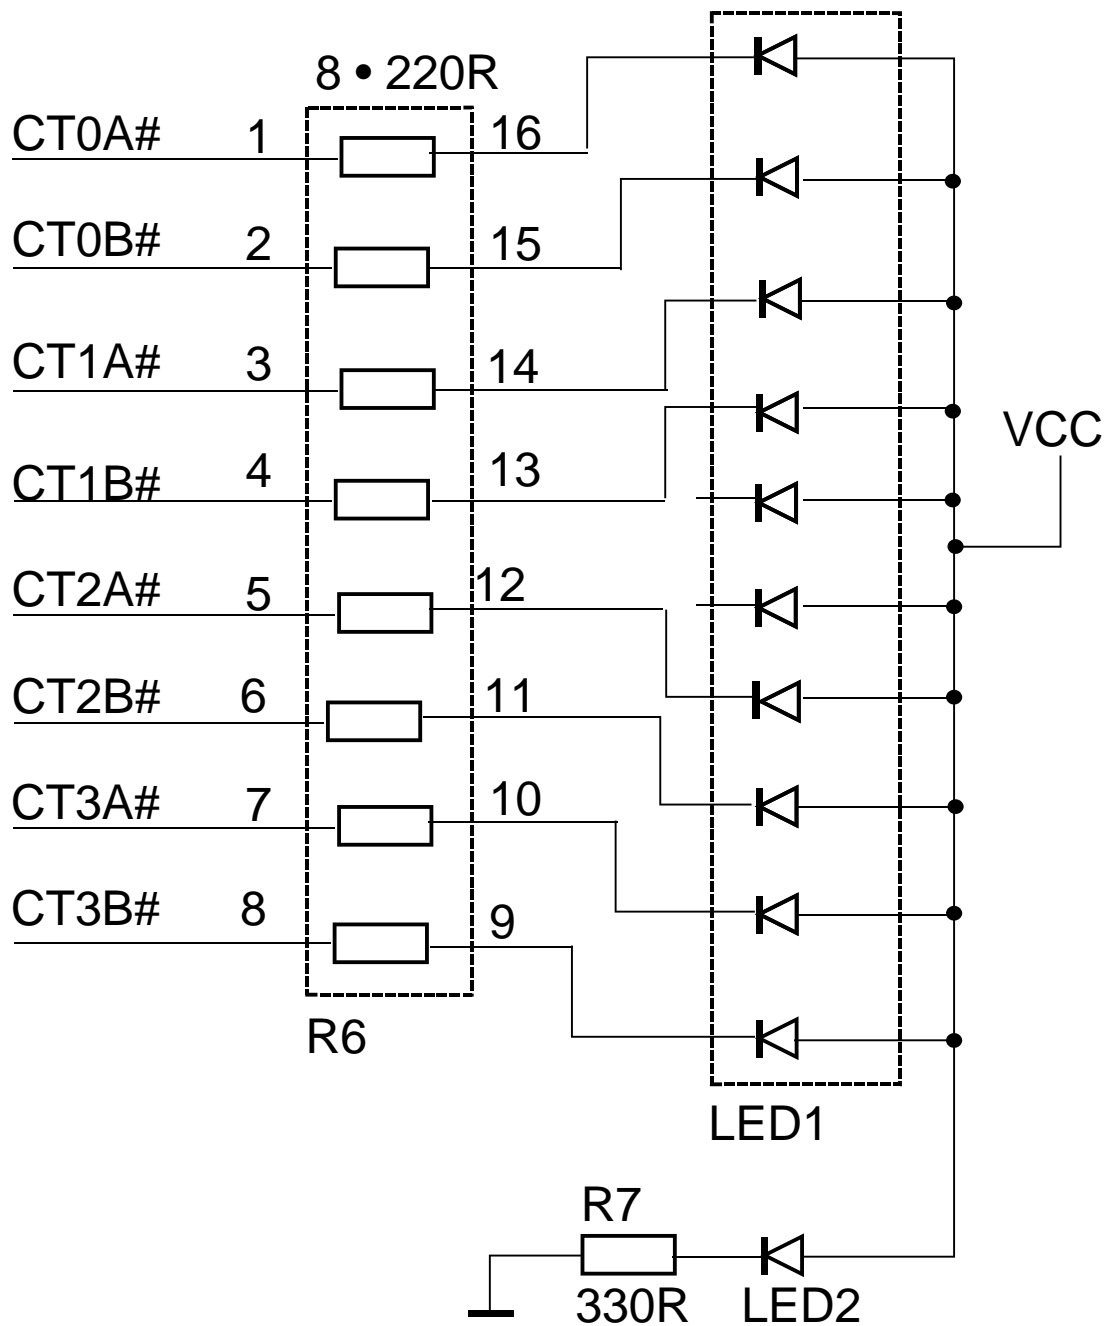 8 • 220R
CT0A# 1 16
CT0B# 2 15
CT1A# 3 14
CT1B# 4 13
VCC
CT2A# 5 12
CT2B# 6 11
CT3A# 7 10
CT3B# 8 9
R6
LED1
R7
330R LED2